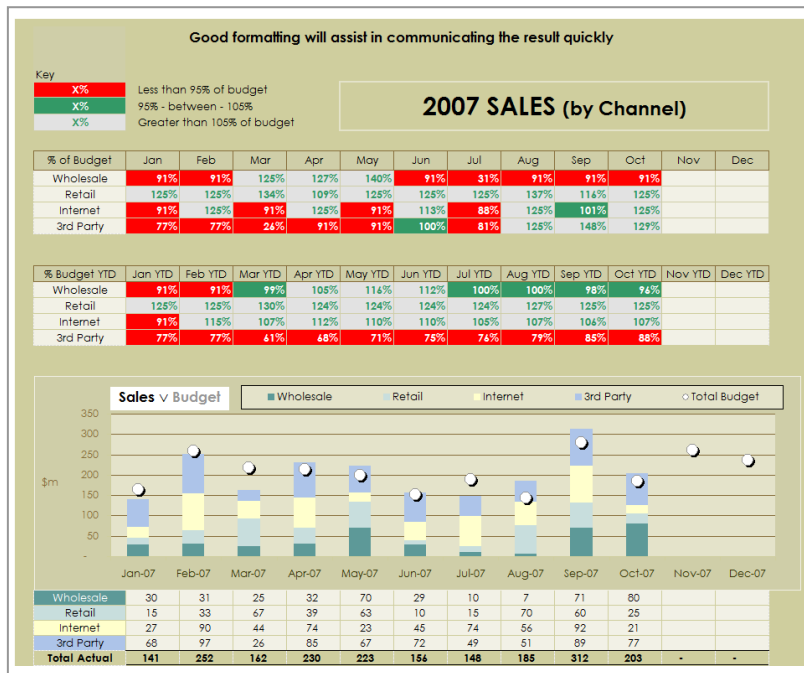 Good formatting will assist in communicating the result quickly
Key
X% Less than 95% of budget
X% 95% - between - 105%
X% Greater than 105% of budget
2007 SALES (by Channel)
% of Budget Jan Feb Mar Apr May Jun Jul Aug Sep Oct Nov Dec
Wholesale 91% 91% 125% 127% 140% 91% 31% 91% 91% 91%
Retail 125% 125% 134% 109% 125% 125% 125% 137% 116% 125%
Internet 91% 125% 91% 125% 91% 113% 88% 125% 101% 125%
3rd Party 77% 77% 26% 91% 91% 100% 81% 125% 148% 129%
% Budget YTD Jan YTD Feb YTD Mar YTD Apr YTD May YTD Jun YTD Jul YTD Aug YTD Sep YTD Oct YTD Nov YTD Dec YTD
Wholesale 91% 91% 99% 105% 116% 112% 100% 100% 98% 96%
Retail 125% 125% 130% 124% 124% 124% 124% 127% 125% 125%
Internet 91% 115% 107% 112% 110% 110% 105% 107% 106% 107%
3rd Party 77% 77% 61% 68% 71% 75% 76% 79% 85% 88%
Sales v Budget
Wholesale Retail Internet 3rd Party Total Budget
350
300
250
200
$m
150
100
50
-
Jan-07 Feb-07 Mar-07 Apr-07 May-07 Jun-07 Jul-07 Aug-07 Sep-07 Oct-07 Nov-07 Dec-07
Wholesale 30 31 25 32 70 29 10 7 71 80
Retail 15 33 67 39 63 10 15 70 60 25
Internet 27 90 44 74 23 45 74 56 92 21
3rd Party 68 97 26 85 67 72 49 51 89 77
Total Actual 141 252 162 230 223 156 148 185 312 203 - -